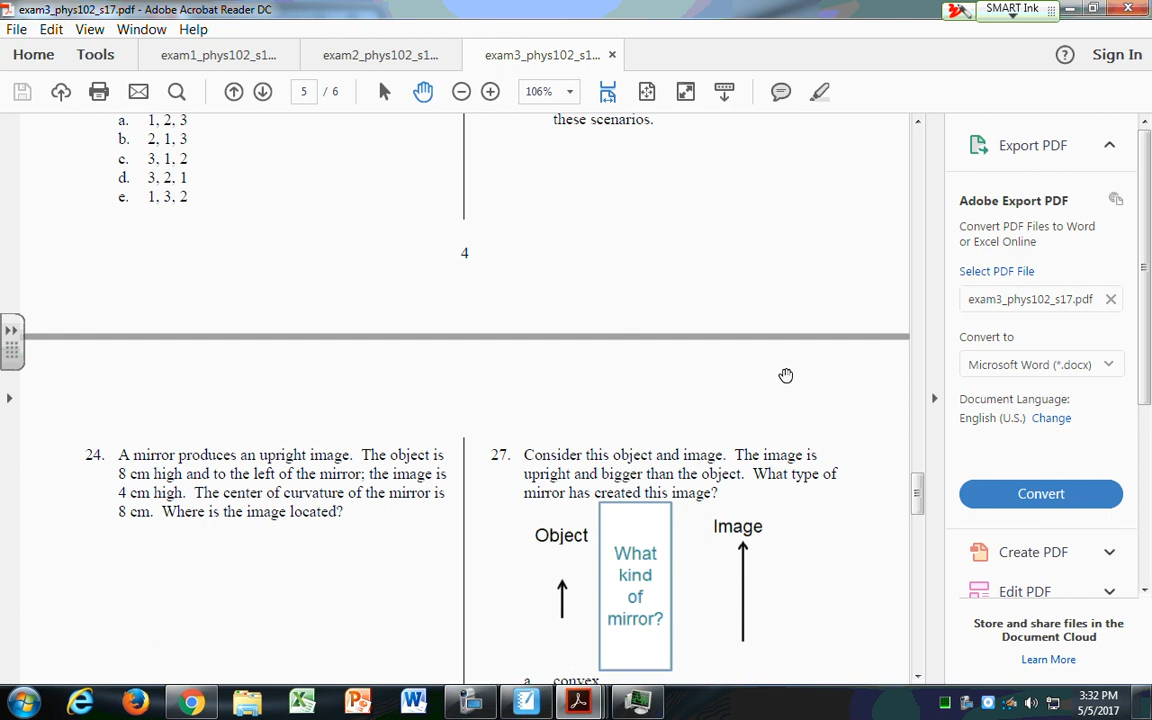 exam3_phys102_s17.pdf - Adobe Acrobat Reader DC
SMART Ink
File Edit View Window Help
Home Tools exam1_phys102_s1... exam2_phys102_s1... exam3_phys102_s1... × Sign In
5 / 6 106%
a. 1, 2, 3
b. 2, 1, 3
c. 3, 1, 2
d. 3, 2, 1
e. 1, 3, 2
these scenarios.
4
24. A mirror produces an upright image. The object is
8 cm high and to the left of the mirror; the image is
4 cm high. The center of curvature of the mirror is
8 cm. Where is the image located?
27. Consider this object and image. The image is
upright and bigger than the object. What type of
mirror has created this image?
Object
What
kind
of
mirror?
Image
a. convex
Export PDF
Adobe Export PDF
Convert PDF Files to Word
or Excel Online
Select PDF File
exam3_phys102_s17.pdf
Convert to
Microsoft Word (*.docx)
Document Language:
English (U.S.) Change
Convert
Create PDF
Edit PDF
Store and share files in the
Document Cloud
Learn More
3:32 PM
5/5/2017